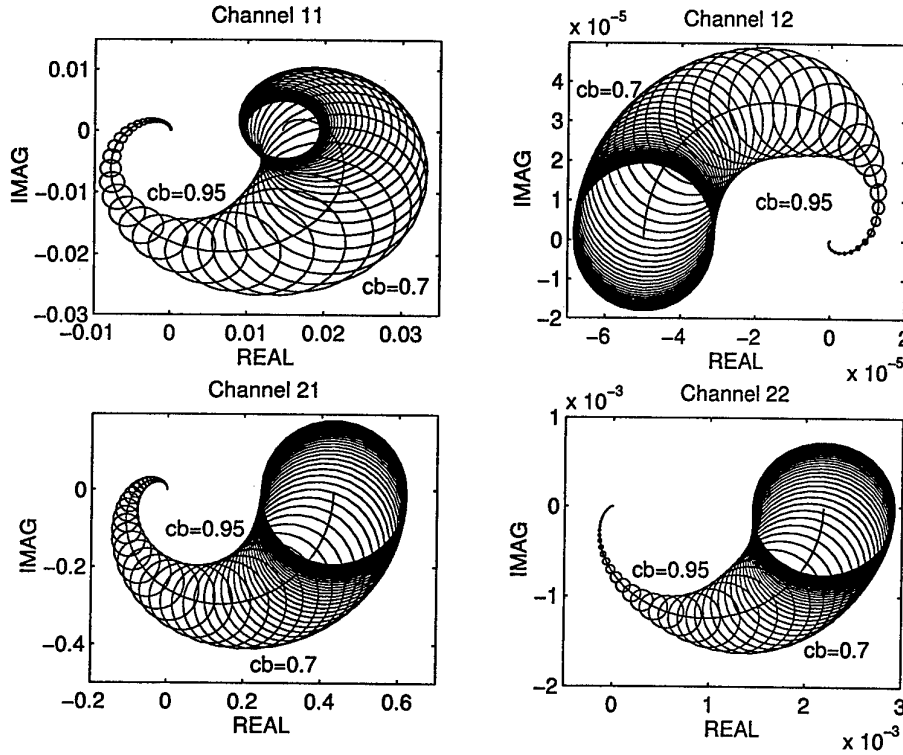 Channel 11
0.01
0
−0.01
−0.02
−0.03
IMAG
cb=0.95
cb=0.7
−0.01
0
0.01
0.02
0.03
REAL
Channel 12
x 10⁻⁵
4
2
0
−2
IMAG
cb=0.7
cb=0.95
−6
−4
−2
0
2
REAL
x 10⁻⁵
Channel 21
0
−0.2
−0.4
IMAG
cb=0.95
cb=0.7
−0.2
0
0.2
0.4
0.6
REAL
Channel 22
x 10⁻³
1
0
−1
−2
IMAG
cb=0.95
cb=0.7
0
1
2
3
REAL
x 10⁻³